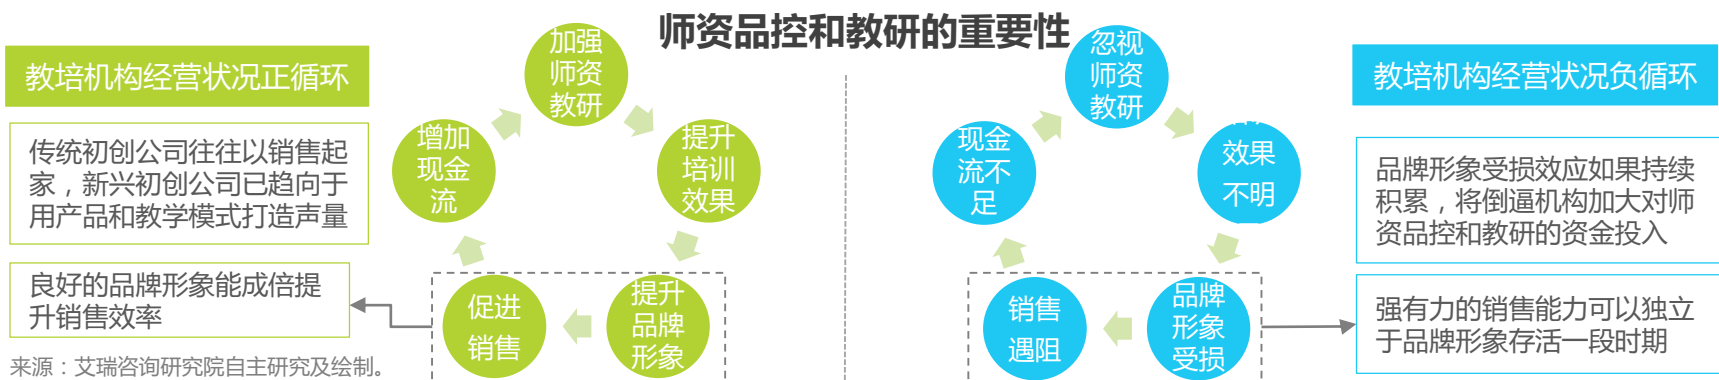 师资品控和教研的重要性
教培机构经营状况正循环
传统初创公司往往以销售起
家，新兴初创公司已趋向于
用产品和教学模式打造声量
良好的品牌形象能成倍提
升销售效率
加强
师资
教研
提升
培训
效果
提升
品牌
形象
促进
销售
增加
现金
流
忽视
师资
教研
效果
不明
品牌
形象
受损
销售
遇阻
现金
流不
足
教培机构经营状况负循环
品牌形象受损效应如果持续
积累，将倒逼机构加大对师
资品控和教研的资金投入
强有力的销售能力可以独立
于品牌形象存活一段时期
来源：艾瑞咨询研究院自主研究及绘制。